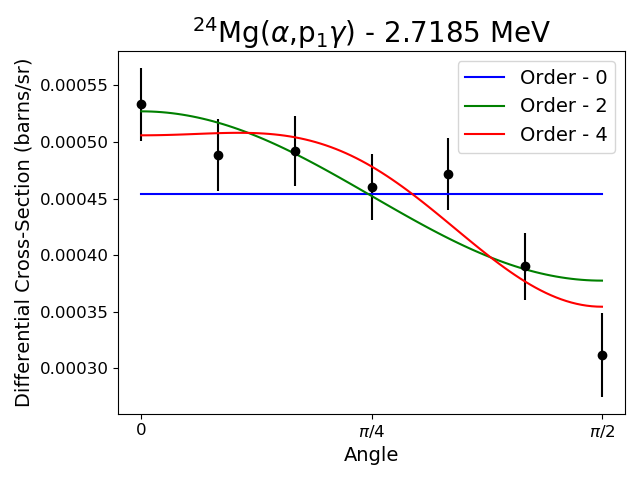 ²⁴Mg(α,p₁γ) - 2.7185 MeV
Order - 0
Order - 2
Order - 4
Differential Cross-Section (barns/sr)
0.00055
0.00050
0.00045
0.00040
0.00035
0.00030
0
π/4
π/2
Angle